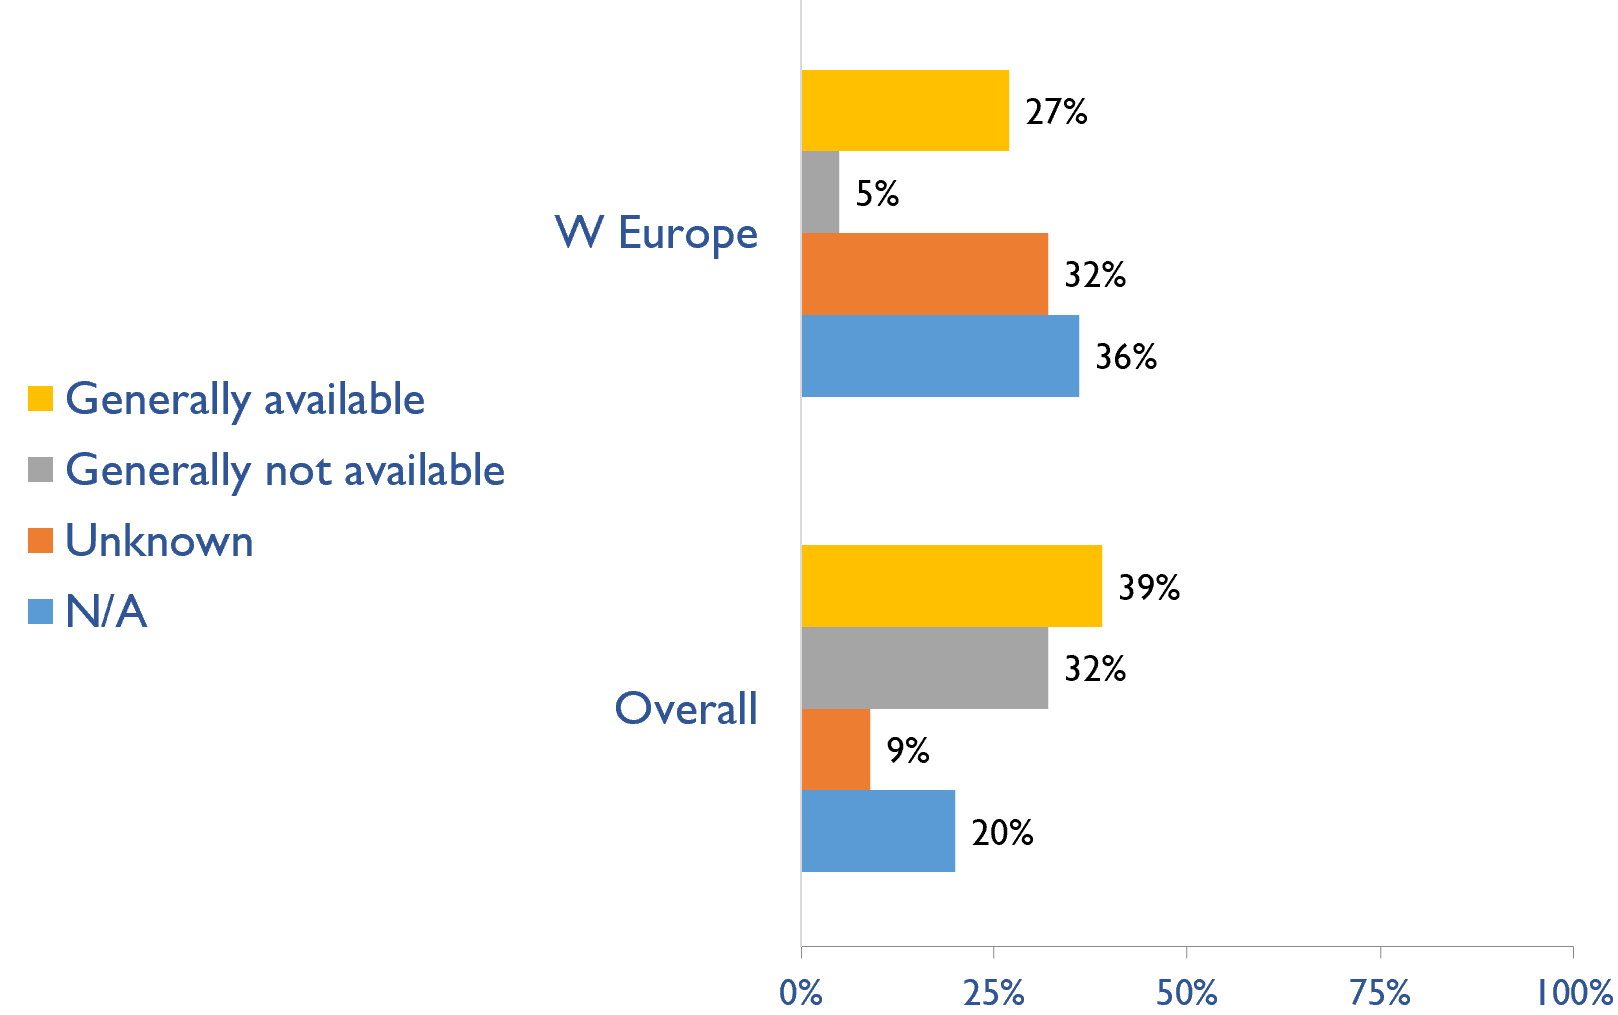 27%
5%
W Europe
32%
36%
Generally available
Generally not available
Unknown
N/A
39%
32%
Overall
9%
20%
0% 25% 50% 75% 100%